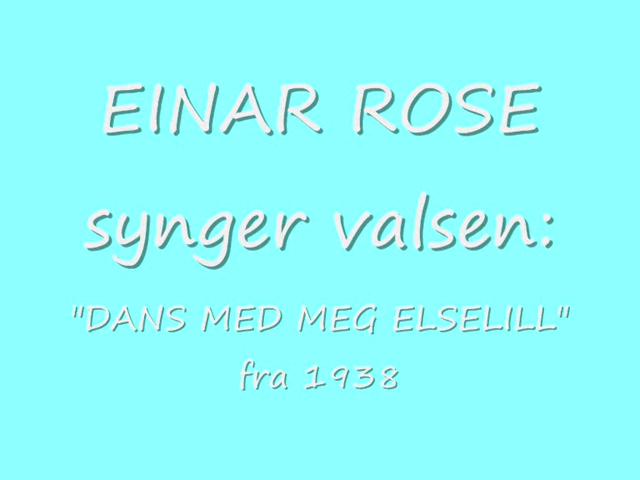 EINAR ROSE
synger valsen:
"DANS MED MEG ELSELILL"
fra 1938